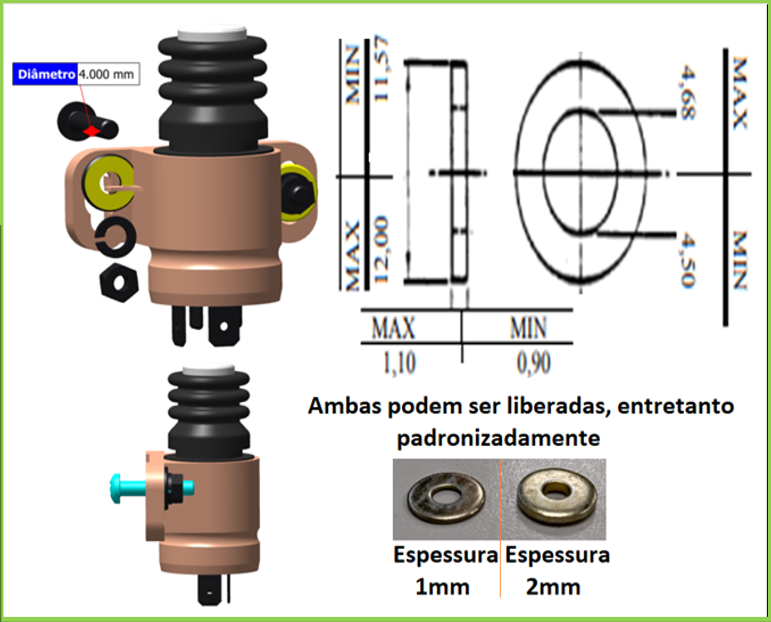 Diâmetro 4.000 mm
MIN 11,57
MAX 12,00
4,68 MAX
4,50 MIN
MAX MIN
1,10 0,90
Ambas podem ser liberadas, entretanto
padronizadamente
Espessura Espessura
1mm 2mm